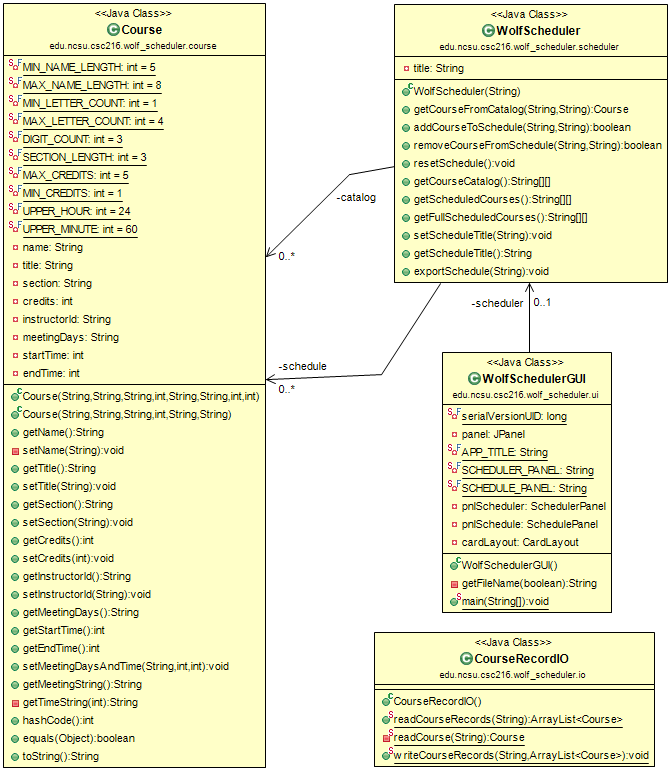 <<Java Class>>
Course
edu.ncsu.csc216.wolf_scheduler.course
MIN_NAME_LENGTH: int = 5
MAX_NAME_LENGTH: int = 8
MIN_LETTER_COUNT: int = 1
MAX_LETTER_COUNT: int = 4
DIGIT_COUNT: int = 3
SECTION_LENGTH: int = 3
MAX_CREDITS: int = 5
MIN_CREDITS: int = 1
UPPER_HOUR: int = 24
UPPER_MINUTE: int = 60
name: String
title: String
section: String
credits: int
instructorId: String
meetingDays: String
startTime: int
endTime: int
Course(String,String,String,int,String,String,int,int)
Course(String,String,String,int,String,String)
getName():String
setName(String):void
getTitle():String
setTitle(String):void
getSection():String
setSection(String):void
getCredits():int
setCredits(int):void
getInstructorId():String
setInstructorId(String):void
getMeetingDays():String
getStartTime():int
getEndTime():int
setMeetingDaysAndTime(String,int,int):void
getMeetingString():String
getTimeString(int):String
hashCode():int
equals(Object):boolean
toString():String
-catalog
0..*
-schedule
0..*
<<Java Class>>
WolfScheduler
edu.ncsu.csc216.wolf_scheduler.scheduler
title: String
WolfScheduler(String)
getCourseFromCatalog(String,String):Course
addCourseToSchedule(String,String):boolean
removeCourseFromSchedule(String,String):boolean
resetSchedule():void
getCourseCatalog():String[][]
getScheduledCourses():String[][]
getFullScheduledCourses():String[][]
setScheduleTitle(String):void
getScheduleTitle():String
exportSchedule(String):void
-scheduler
0..1
<<Java Class>>
WolfSchedulerGUI
edu.ncsu.csc216.wolf_scheduler.ui
serialVersionUID: long
panel: JPanel
APP_TITLE: String
SCHEDULER_PANEL: String
SCHEDULE_PANEL: String
pnlScheduler: SchedulerPanel
pnlSchedule: SchedulePanel
cardLayout: CardLayout
WolfSchedulerGUI()
getFileName(boolean):String
main(String[]):void
<<Java Class>>
CourseRecordIO
edu.ncsu.csc216.wolf_scheduler.io
CourseRecordIO()
readCourseRecords(String):ArrayList<Course>
readCourse(String):Course
writeCourseRecords(String,ArrayList<Course>):void